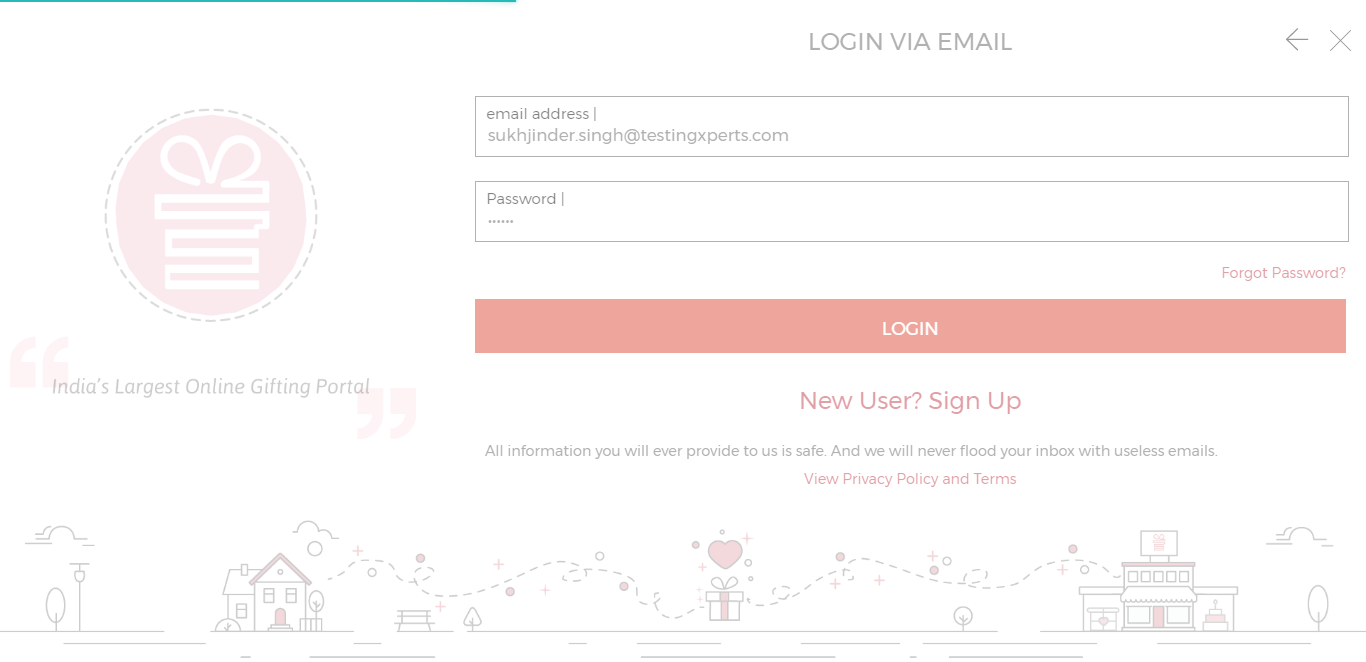 LOGIN VIA EMAIL
email address |
sukhjinder.singh@testingxperts.com
Password |
••••••
Forgot Password?
LOGIN
“India's Largest Online Gifting Portal”
New User? Sign Up
All information you will ever provide to us is safe. And we will never flood your inbox with useless emails.
View Privacy Policy and Terms